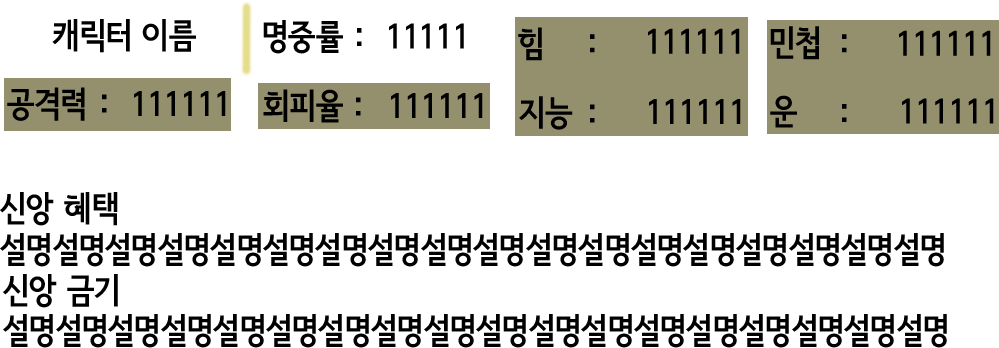 캐릭터 이름 명중률 : 11111 힘 : 111111 민첩 : 111111
공격력 : 111111 회피율 : 111111 지능 : 111111 운 : 111111
신앙 혜택
설명설명설명설명설명설명설명설명설명설명설명설명설명설명설명설명설명설명
신앙 금기
설명설명설명설명설명설명설명설명설명설명설명설명설명설명설명설명설명설명